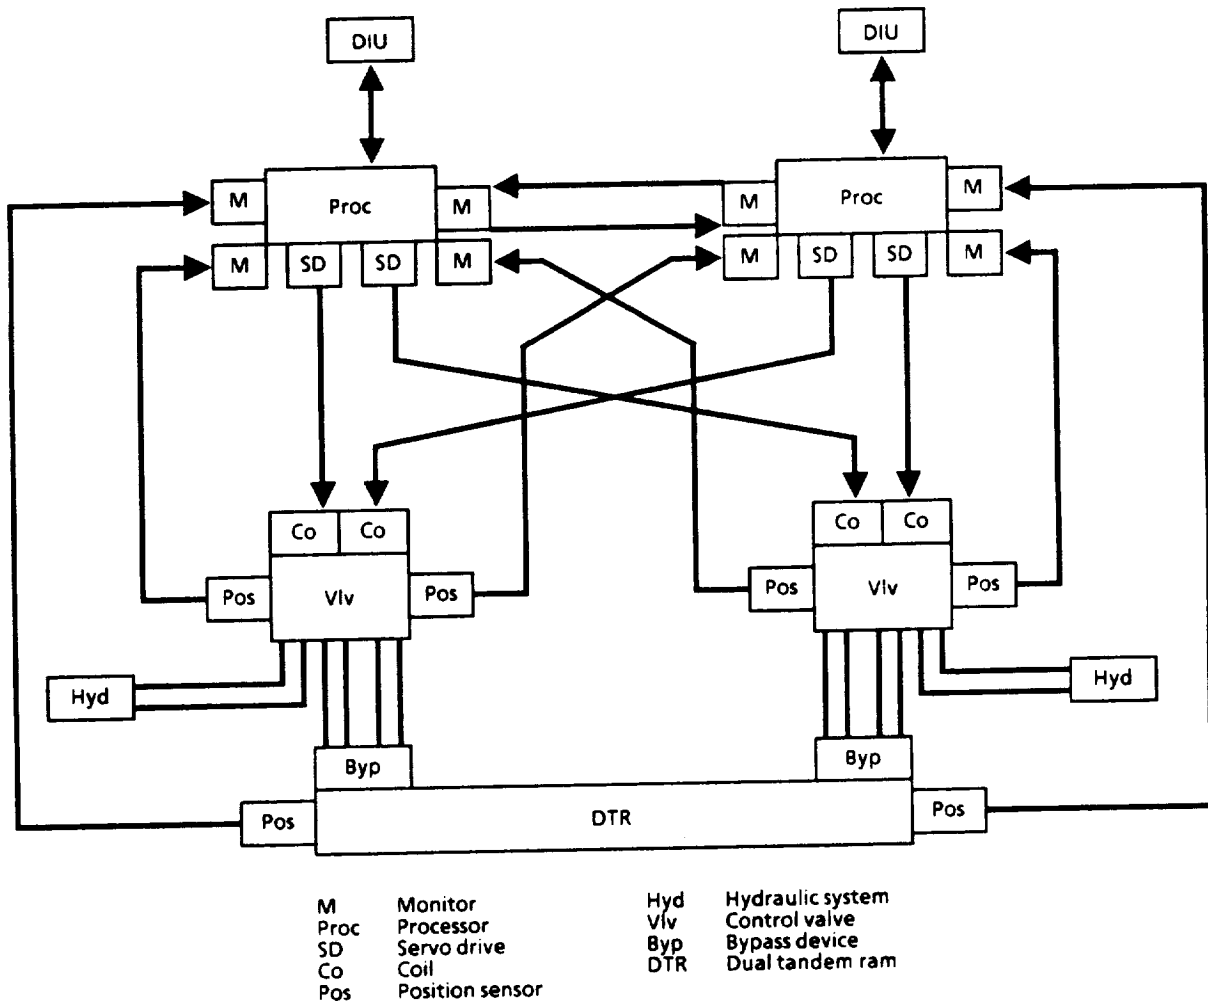 DIU DIU
M Proc M M Proc M
M SD SD M M SD SD M
Co Co Co Co
Pos Vlv Pos Pos Vlv Pos
Hyd Hyd
Byp Byp
Pos DTR Pos
M Monitor Hyd Hydraulic system
Proc Processor Vlv Control valve
SD Servo drive Byp Bypass device
Co Coil DTR Dual tandem ram
Pos Position sensor